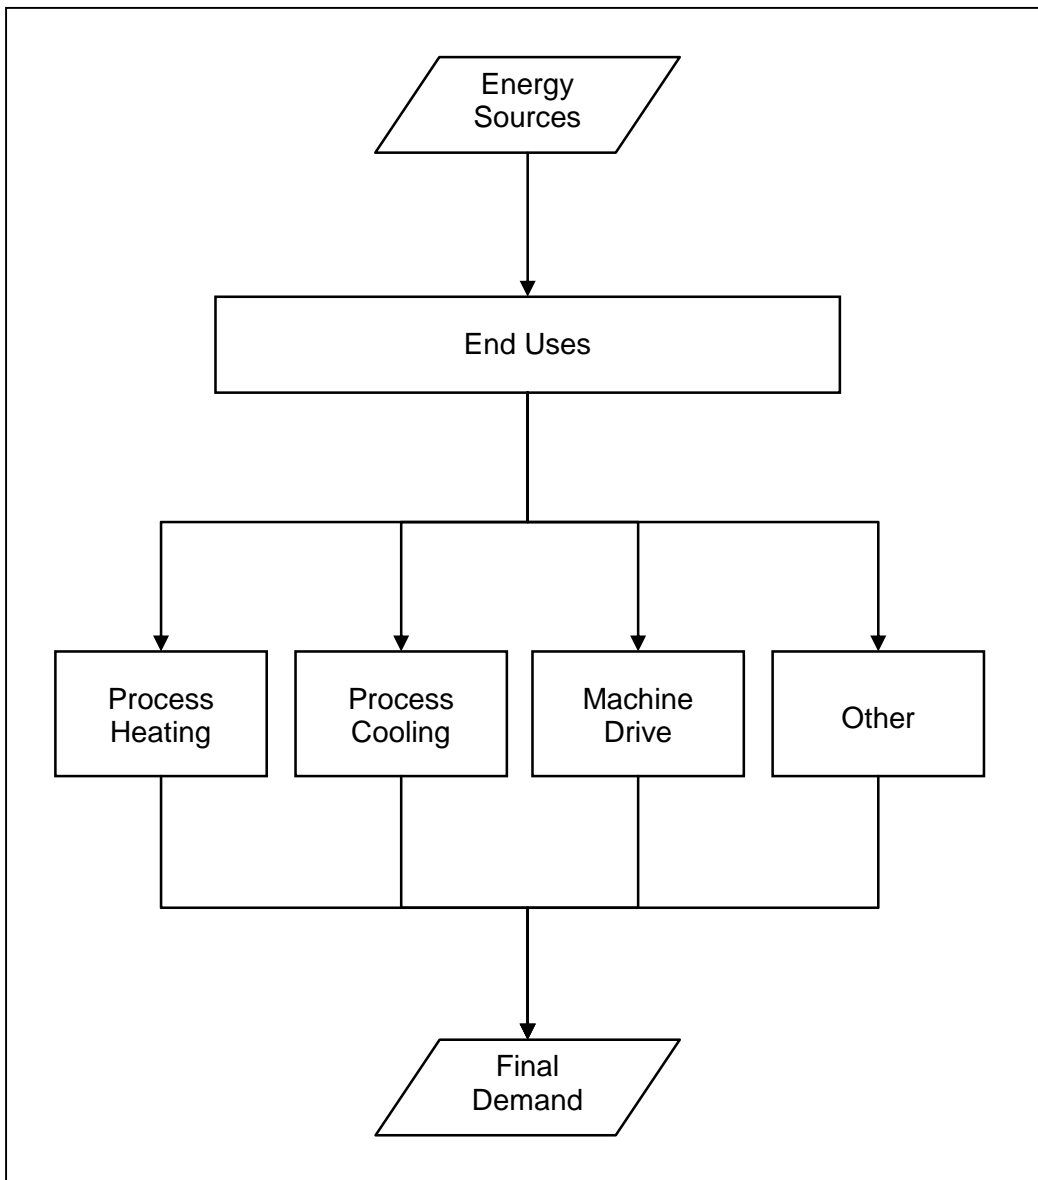 Energy
Sources
End Uses
Process
Heating
Process
Cooling
Machine
Drive
Other
Final
Demand